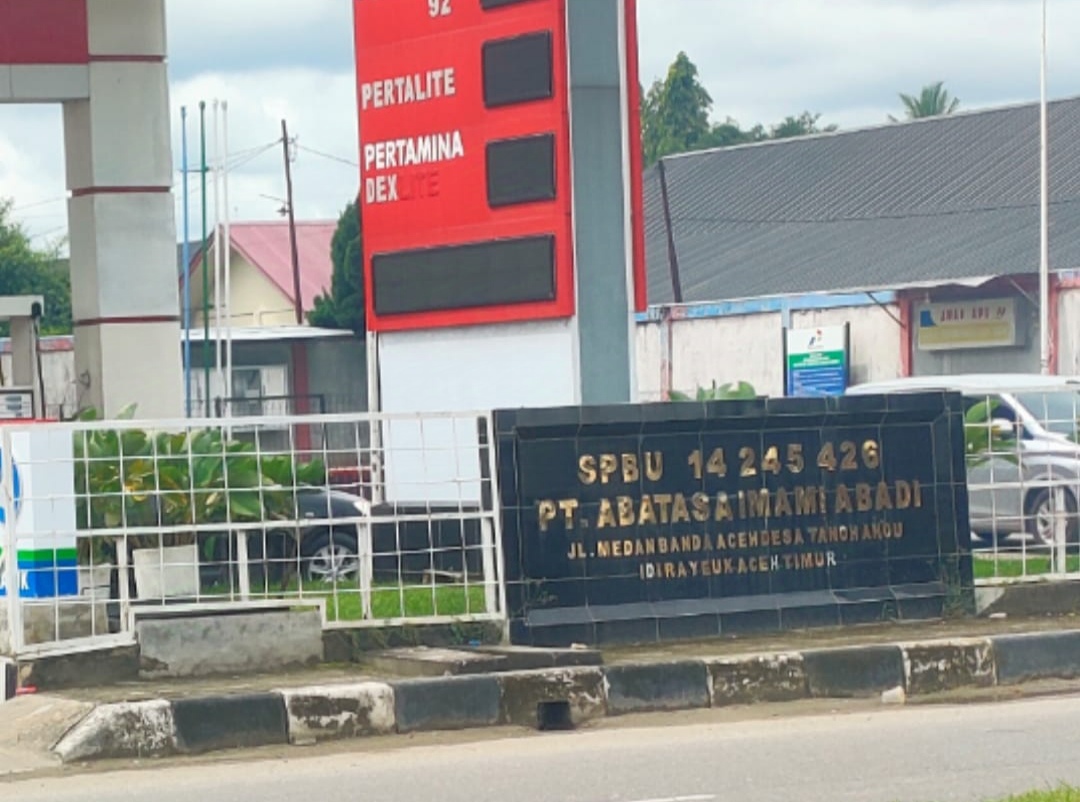 92
PERTALITE
PERTAMINA
DEXLITE
SPBU 14 245 426
PT. ABATASA IMAMI ABADI
JL. MEDAN BANDA ACEH DESA TANOH ANOU
IDI RAYEUK ACEH TIMUR